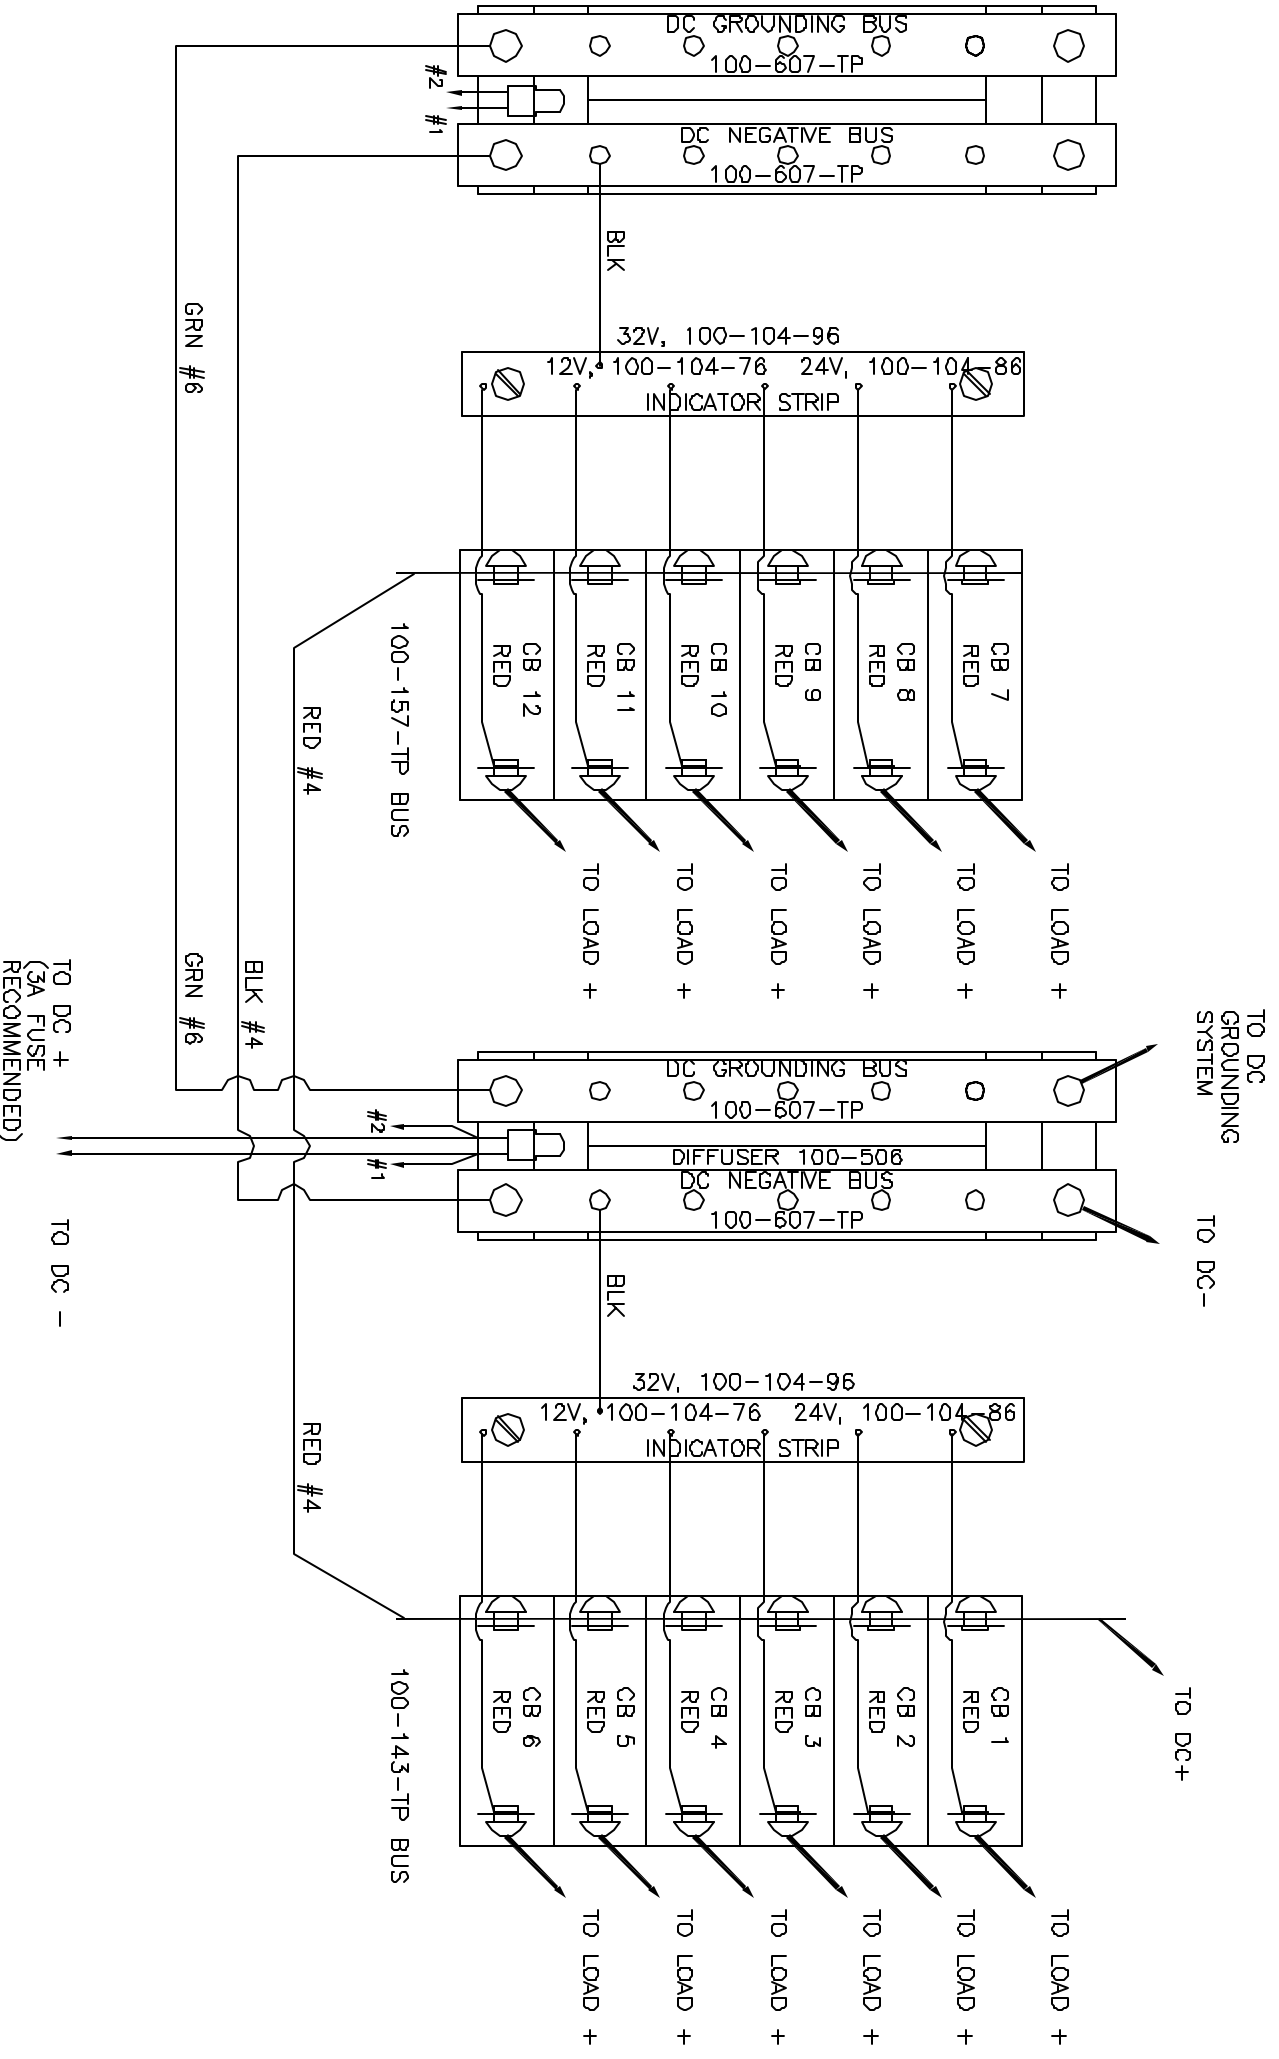 DC GROUNDING BUS
100-607-TP
#2
#1
DC NEGATIVE BUS
100-607-TP
BLK
GRN #6
32V, 100-104-96
12V, 100-104-76 24V, 100-104-86
INDICATOR STRIP
CB 12
RED
CB 11
RED
CB 10
RED
CB 9
RED
CB 8
RED
CB 7
RED
100-157-TP BUS
RED #4
TO LOAD +
TO LOAD +
TO LOAD +
TO LOAD +
TO LOAD +
TO LOAD +
GRN #6
BLK #4
TO DC +
(3A FUSE
RECOMMENDED)
TO DC
GROUNDING
SYSTEM
DC GROUNDING BUS
100-607-TP
#2
#1
DIFFUSER 100-506
DC NEGATIVE BUS
100-607-TP
TO DC -
TO DC-
BLK
32V, 100-104-96
12V, 100-104-76 24V, 100-104-86
INDICATOR STRIP
RED #4
CB 6
RED
CB 5
RED
CB 4
RED
CB 3
RED
CB 2
RED
CB 1
RED
100-143-TP BUS
TO DC+
TO LOAD +
TO LOAD +
TO LOAD +
TO LOAD +
TO LOAD +
TO LOAD +